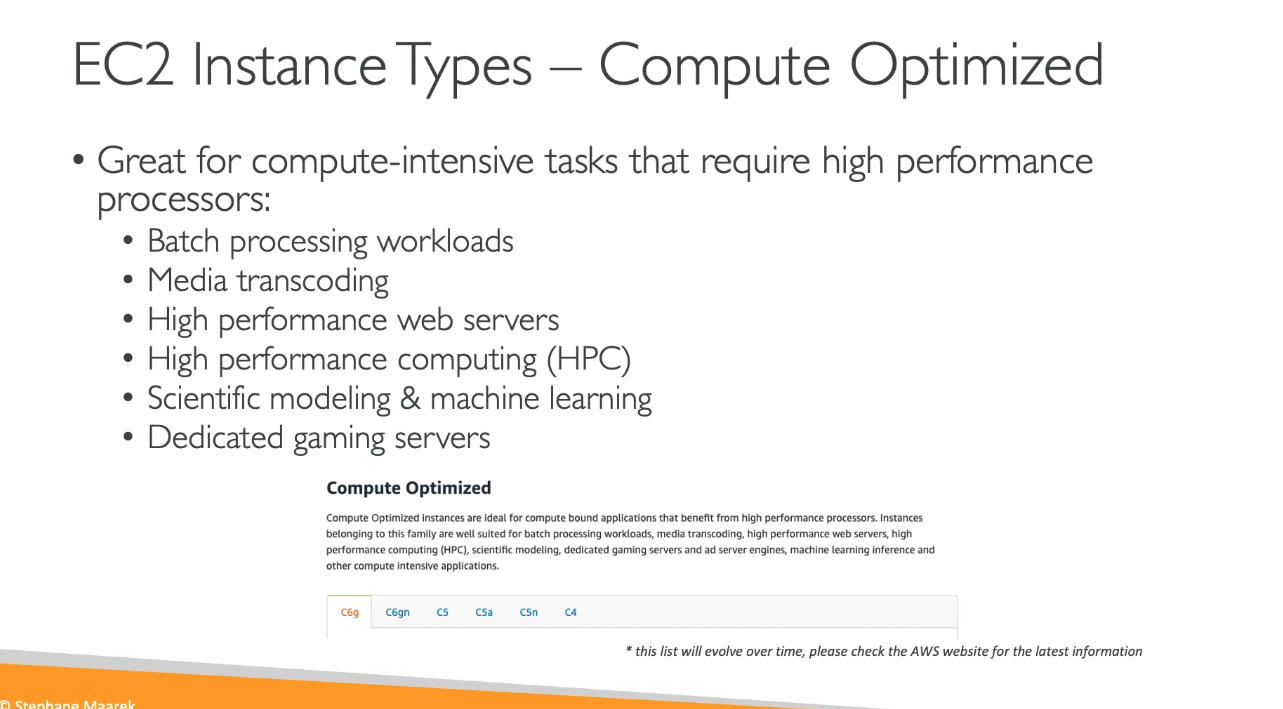 EC2 Instance Types – Compute Optimized
• Great for compute-intensive tasks that require high performance
processors:
• Batch processing workloads
• Media transcoding
• High performance web servers
• High performance computing (HPC)
• Scientific modeling & machine learning
• Dedicated gaming servers
Compute Optimized
Compute Optimized instances are ideal for compute bound applications that benefit from high performance processors. Instances
belonging to this family are well suited for batch processing workloads, media transcoding, high performance web servers, high
performance computing (HPC), scientific modeling, dedicated gaming servers and ad server engines, machine learning inference and
other compute intensive applications.
C6g C6gn C5 C5a C5n C4
* this list will evolve over time, please check the AWS website for the latest information
© Stephane Maarek